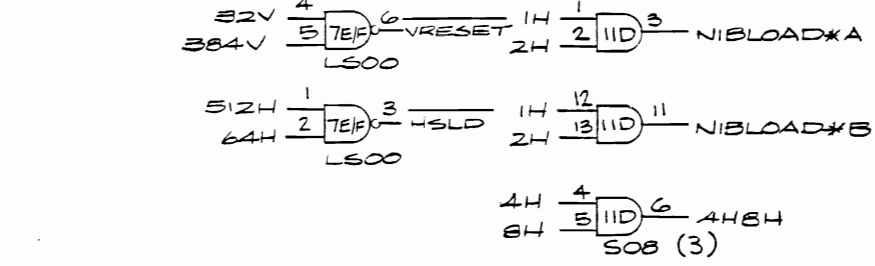 32V 4 7E/F 6 VRESET
384V 5
LS00
1H 1 11D 3 NIBLOAD*A
2H 2
512H 1 7E/F 3 HSLD
64H 2
LS00
1H 12 11D 11 NIBLOAD*B
2H 13
4H 4 11D 6 4H8H
8H 5
S08 (3)